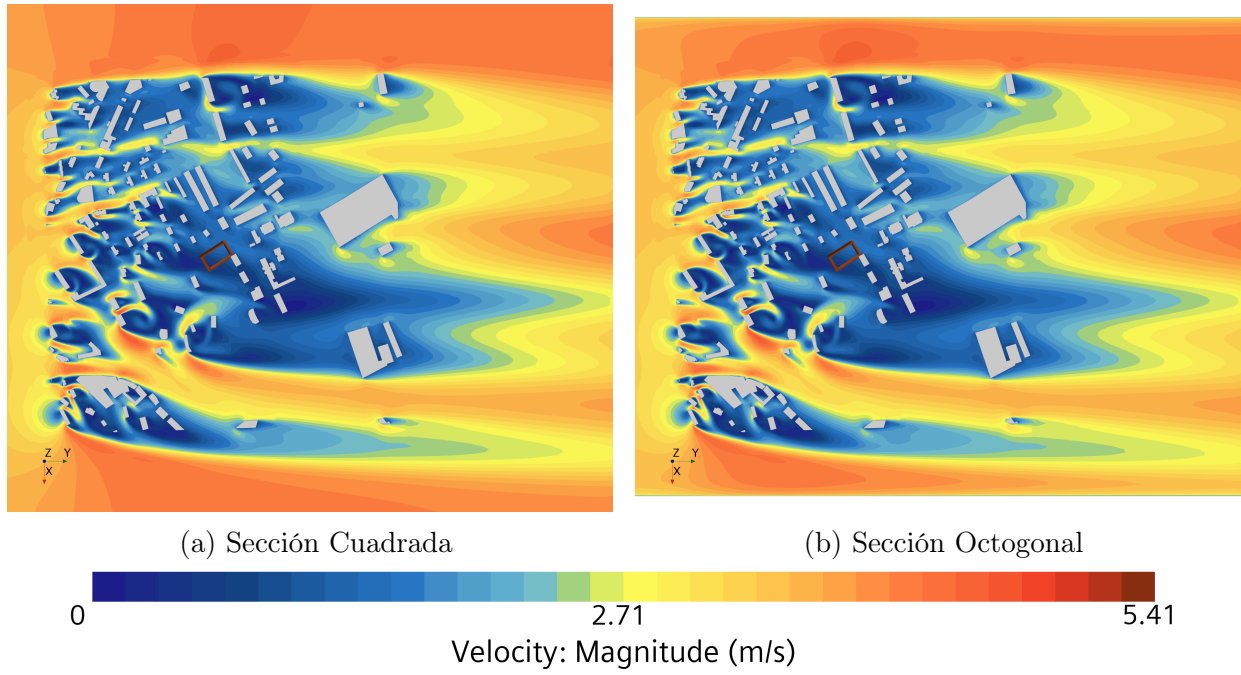 Z Y
X
Z Y
X
(a) Sección Cuadrada
(b) Sección Octogonal
0 2.71 5.41
Velocity: Magnitude (m/s)